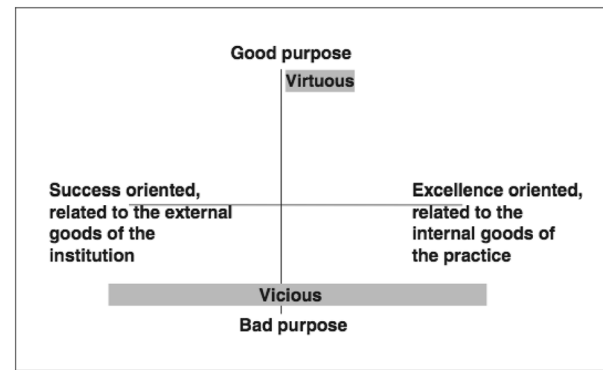 Good purpose
Virtuous
Success oriented,
related to the external
goods of the
institution
Excellence oriented,
related to the
internal goods of
the practice
Vicious
Bad purpose